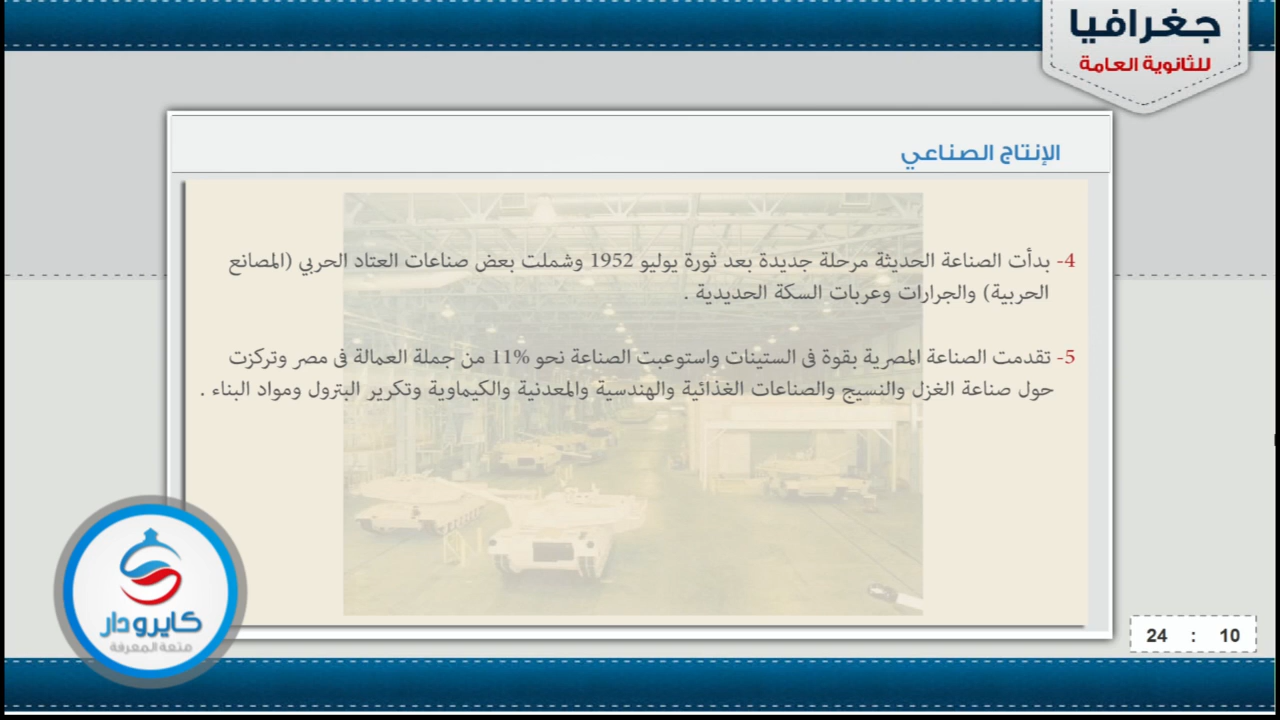 جغرافيا
للثانوية العامة
الإنتاج الصناعي
4- بدأت الصناعة الحديثة مرحلة جديدة بعد ثورة يوليو 1952 وشملت بعض صناعات العتاد الحربي (المصانع
الحربية) والجرارات وعربات السكة الحديدية .
5- تقدمت الصناعة المصرية بقوة فى الستينات واستوعبت الصناعة نحو 11% من جملة العمالة فى مصر وتركزت
حول صناعة الغزل والنسيج والصناعات الغذائية والهندسية والمعدنية والكيماوية وتكرير البترول ومواد البناء .
كايرودار
متعة المعرفة
24 : 10